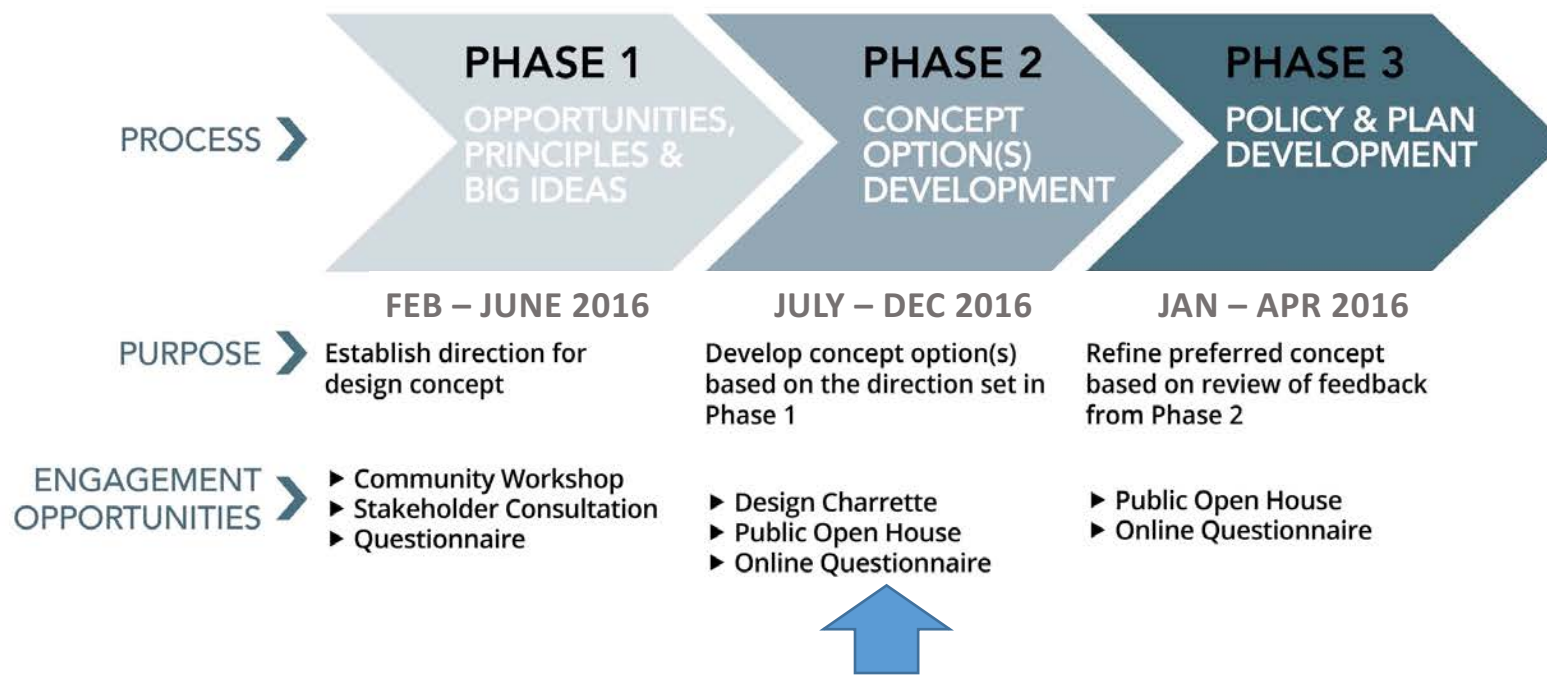 PROCESS
PHASE 1
OPPORTUNITIES,
PRINCIPLES &
BIG IDEAS
PHASE 2
CONCEPT
OPTION(S)
DEVELOPMENT
PHASE 3
POLICY & PLAN
DEVELOPMENT
FEB – JUNE 2016
JULY – DEC 2016
JAN – APR 2016
PURPOSE
Establish direction for
design concept
Develop concept option(s)
based on the direction set in
Phase 1
Refine preferred concept
based on review of feedback
from Phase 2
ENGAGEMENT
OPPORTUNITIES
▶ Community Workshop
▶ Stakeholder Consultation
▶ Questionnaire
▶ Design Charrette
▶ Public Open House
▶ Online Questionnaire
▶ Public Open House
▶ Online Questionnaire